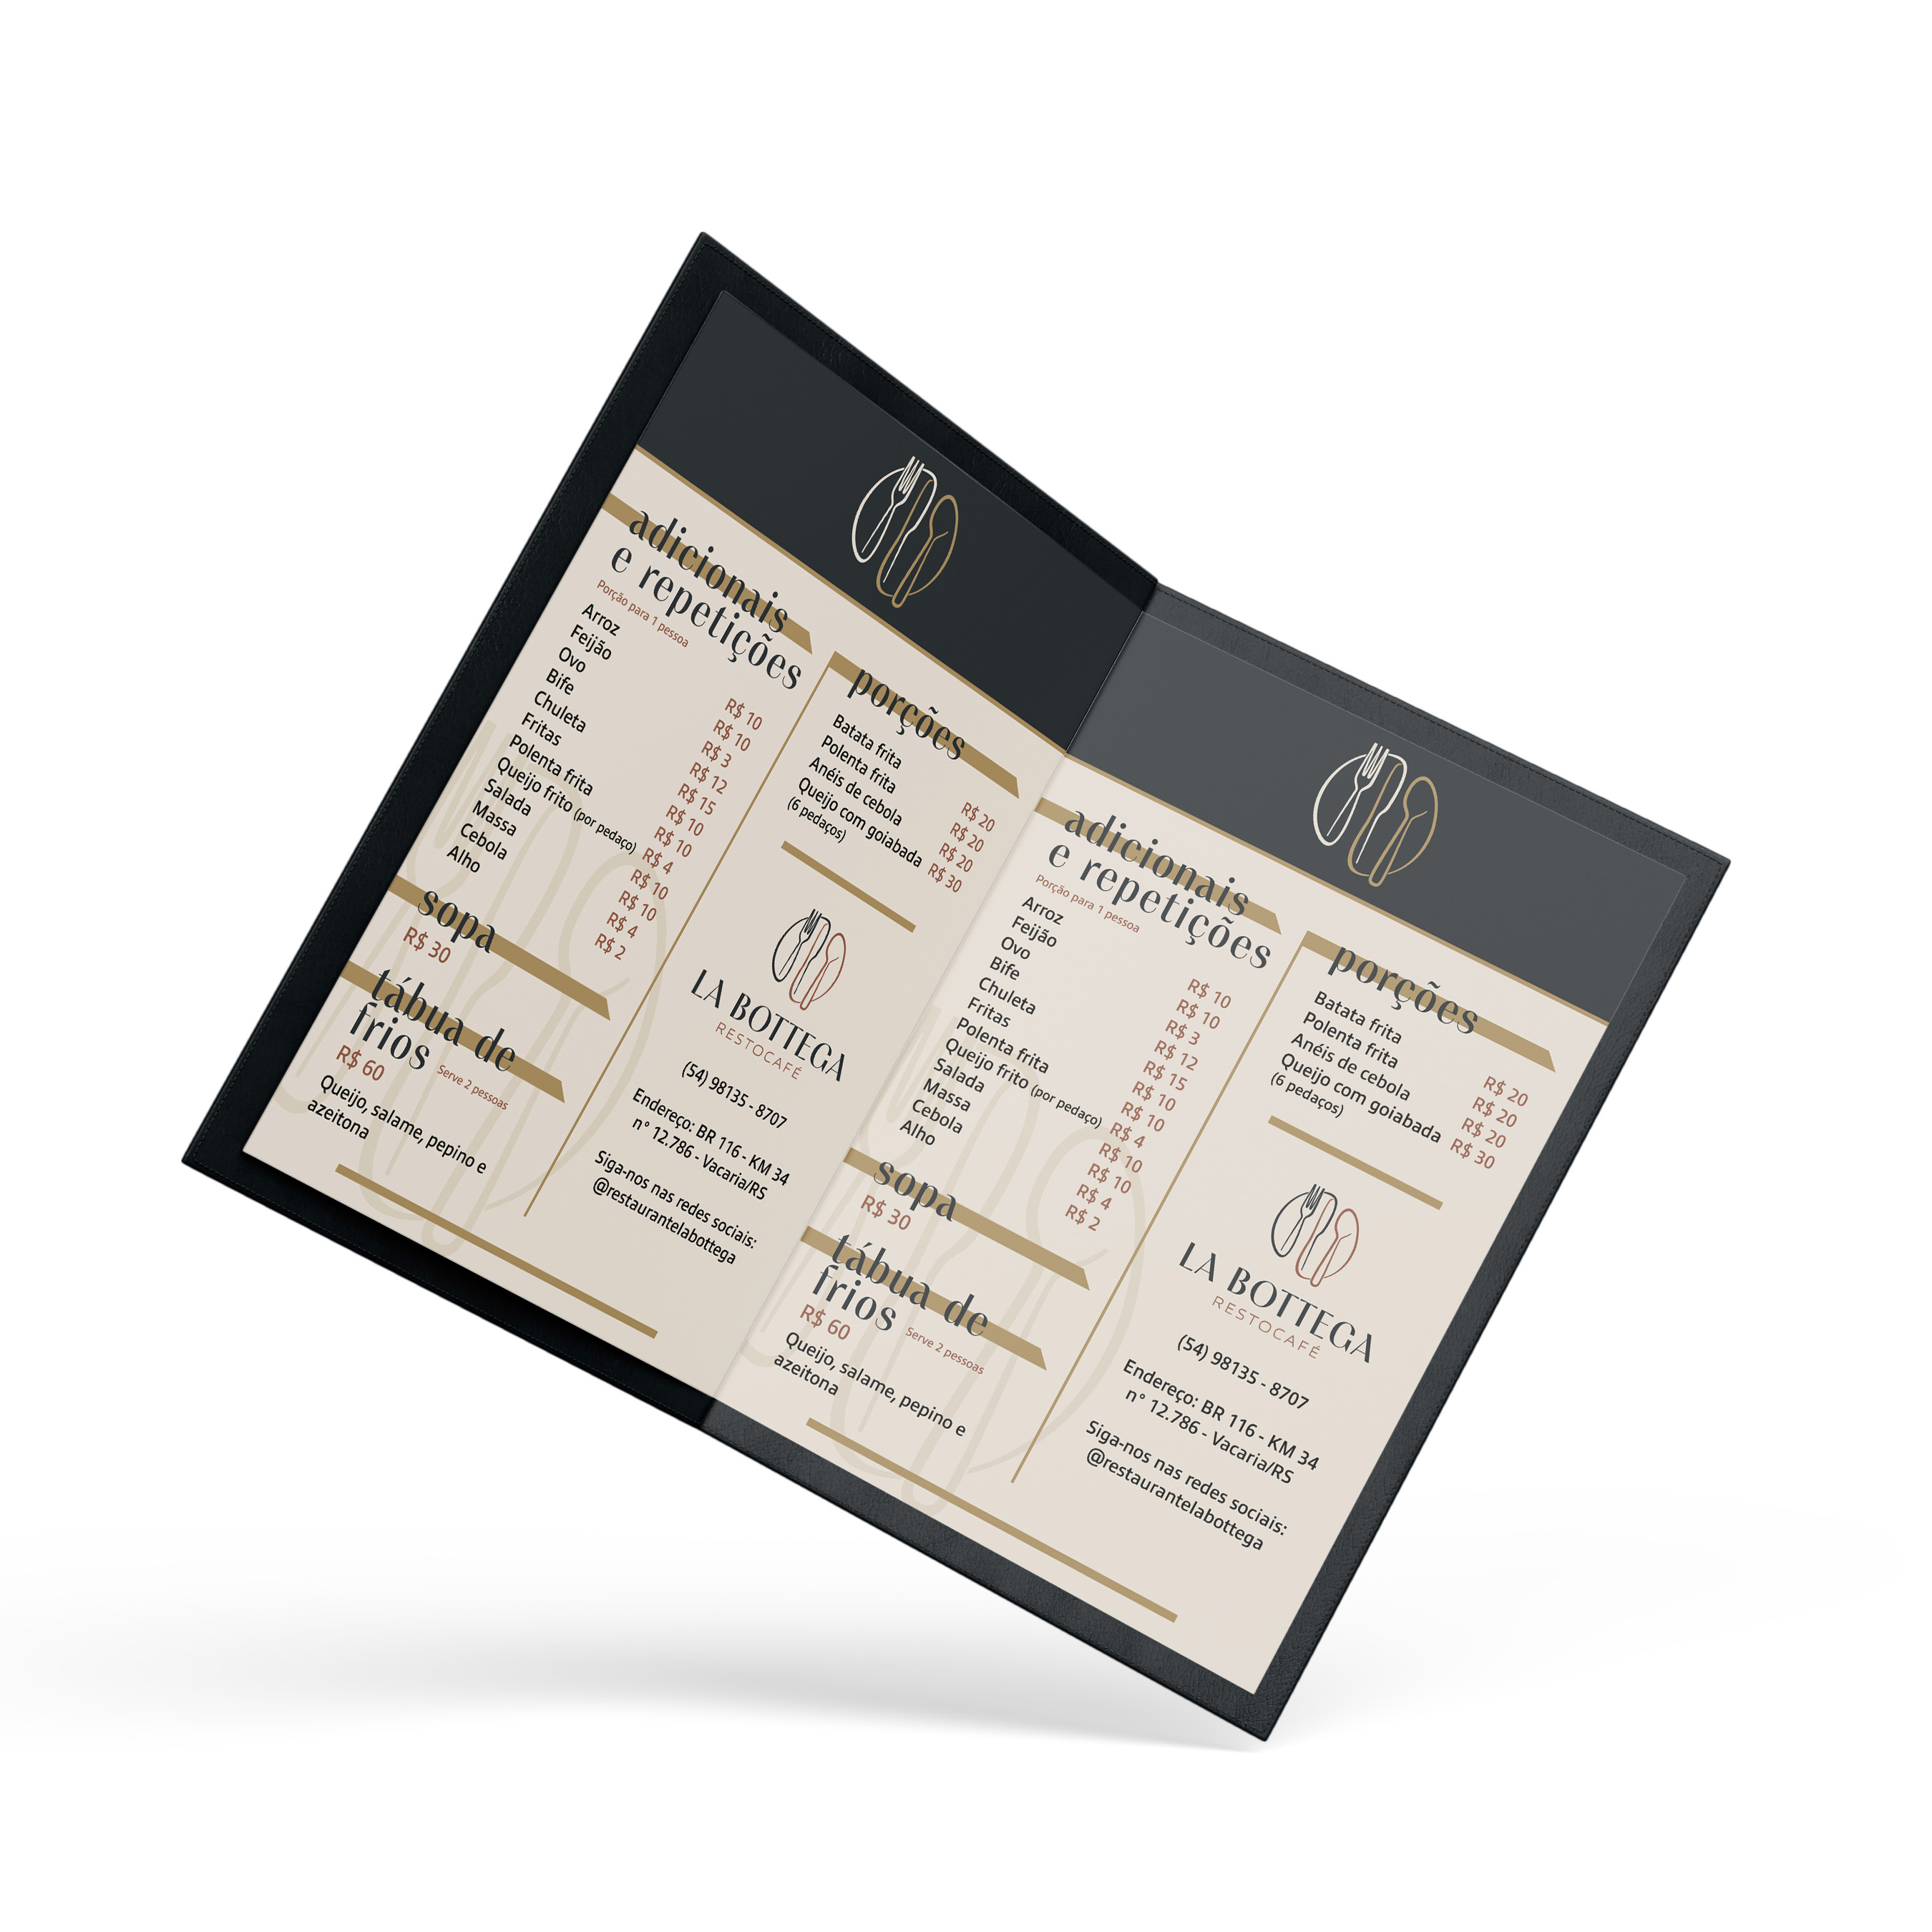 adicionais
e repetições
Porção para 1 pessoa
Arroz R$ 10
Feijão R$ 10
Ovo R$ 3
Bife R$ 12
Chuleta R$ 15
Fritas R$ 10
Polenta frita R$ 10
Queijo frito (por pedaço) R$ 4
Salada R$ 10
Massa R$ 10
Cebola R$ 4
Alho R$ 2
sopa
R$ 30
tábua de
frios
R$ 60 Serve 2 pessoas
Queijo, salame, pepino e
azeitona
porções
Batata frita R$ 20
Polenta frita R$ 20
Anéis de cebola R$ 20
Queijo com goiabada R$ 30
(6 pedaços)
LA BOTTEGA
RESTOCAFÉ
(54) 98135 - 8707
Endereço: BR 116 - KM 34
n° 12.786 - Vacaria/RS
Siga-nos nas redes sociais:
@restaurantelabottega
adicionais
e repetições
Porção para 1 pessoa
Arroz R$ 10
Feijão R$ 10
Ovo R$ 3
Bife R$ 12
Chuleta R$ 15
Fritas R$ 10
Polenta frita R$ 10
Queijo frito (por pedaço) R$ 4
Salada R$ 10
Massa R$ 10
Cebola R$ 4
Alho R$ 2
sopa
R$ 30
tábua de
frios
R$ 60 Serve 2 pessoas
Queijo, salame, pepino e
azeitona
porções
Batata frita R$ 20
Polenta frita R$ 20
Anéis de cebola R$ 20
Queijo com goiabada R$ 30
(6 pedaços)
LA BOTTEGA
RESTOCAFÉ
(54) 98135 - 8707
Endereço: BR 116 - KM 34
n° 12.786 - Vacaria/RS
Siga-nos nas redes sociais:
@restaurantelabottega